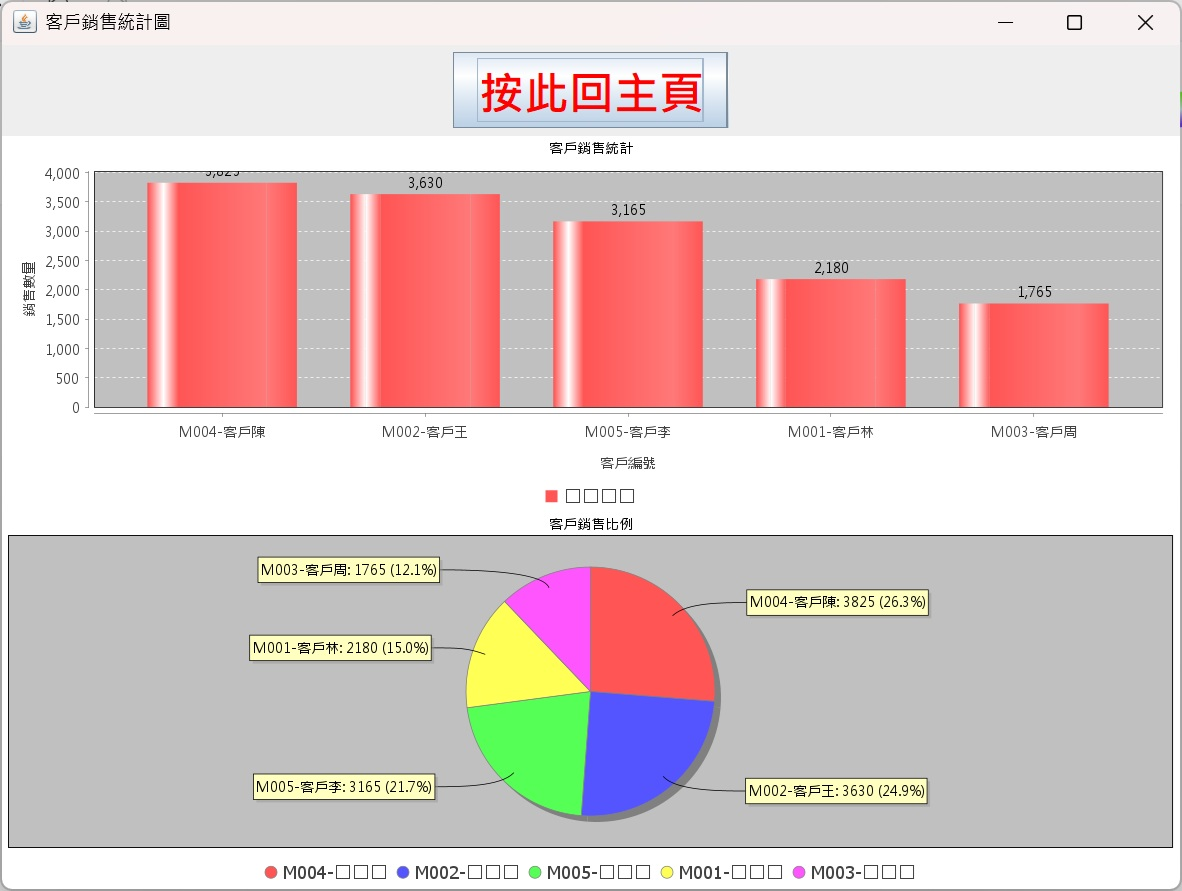 客戶銷售統計圖
按此回主頁
客戶銷售統計
4,000
3,500
3,000
2,500
2,000
1,500
1,000
500
0
銷售數量
3,825
3,630
3,165
2,180
1,765
M004-客戶陳 M002-客戶王 M005-客戶李 M001-客戶林 M003-客戶周
客戶編號
□□□□
客戶銷售比例
M003-客戶周: 1765 (12.1%)
M004-客戶陳: 3825 (26.3%)
M001-客戶林: 2180 (15.0%)
M005-客戶李: 3165 (21.7%)
M002-客戶王: 3630 (24.9%)
M004-□□□ M002-□□□ M005-□□□ M001-□□□ M003-□□□